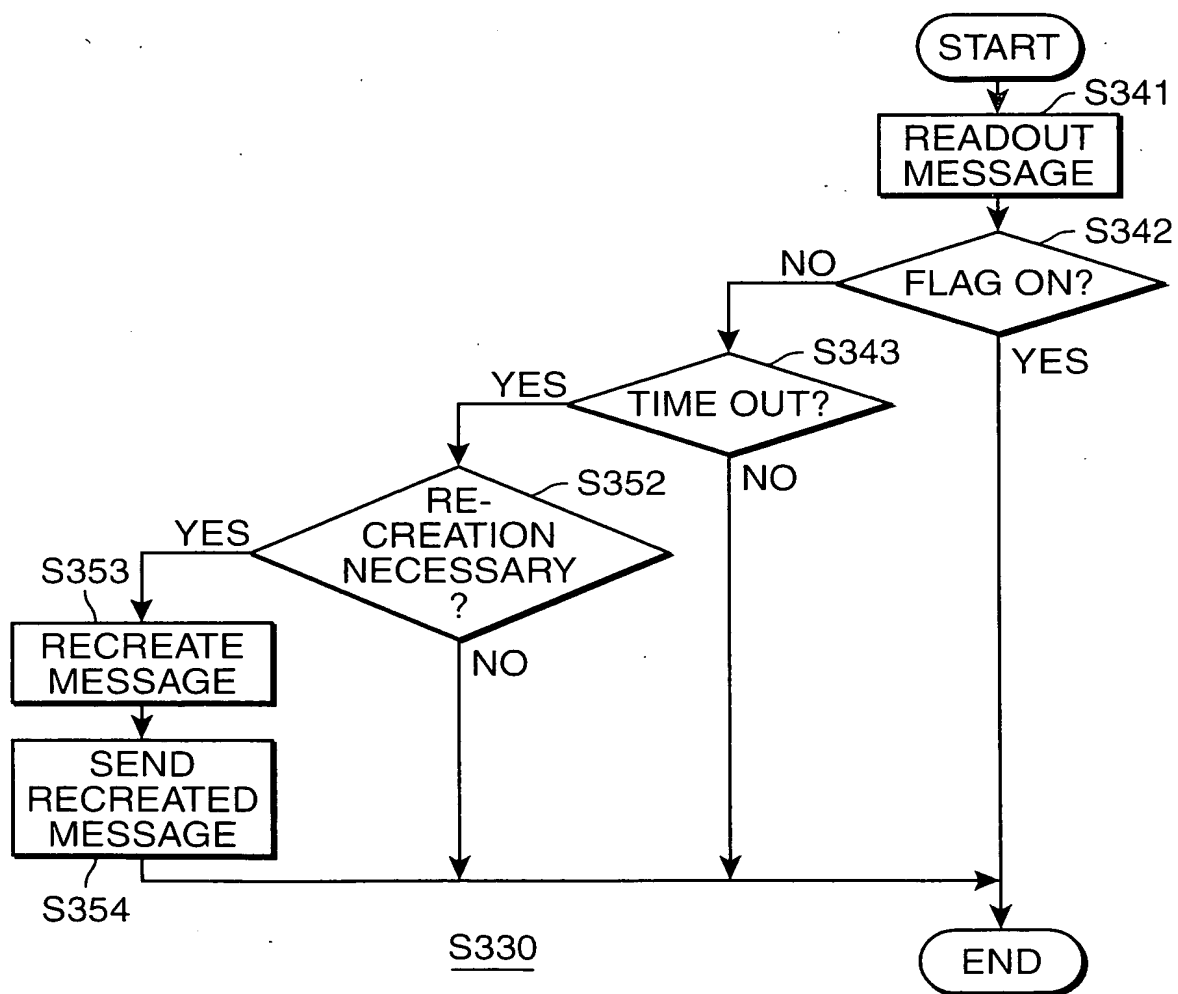 START
S341
READOUT
MESSAGE
S342
NO
FLAG ON?
YES
S343
YES
TIME OUT?
NO
S352
YES
RE-
CREATION
NECESSARY
?
NO
S353
RECREATE
MESSAGE
SEND
RECREATED
MESSAGE
S354
S330
END